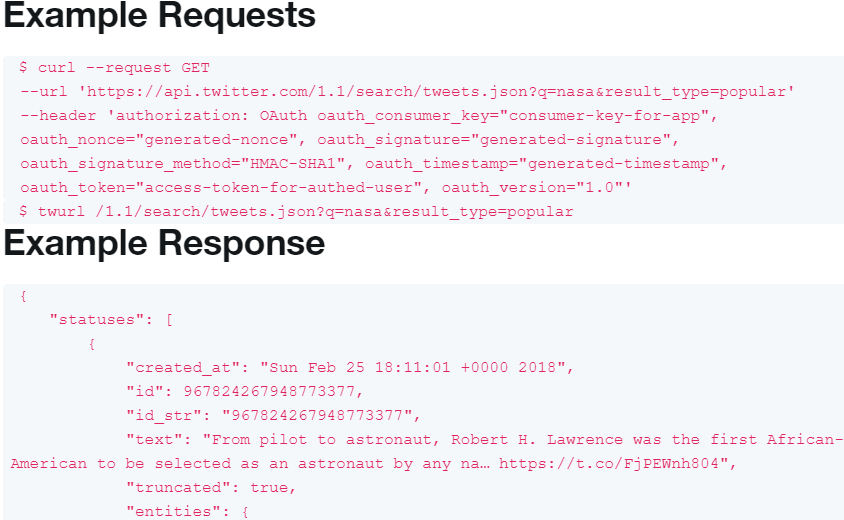 Example Requests
$ curl --request GET
--url 'https://api.twitter.com/1.1/search/tweets.json?q=nasa&result_type=popular'
--header 'authorization: OAuth oauth_consumer_key="consumer-key-for-app",
oauth_nonce="generated-nonce", oauth_signature="generated-signature",
oauth_signature_method="HMAC-SHA1", oauth_timestamp="generated-timestamp",
oauth_token="access-token-for-authed-user", oauth_version="1.0"'
$ twurl /1.1/search/tweets.json?q=nasa&result_type=popular
Example Response
{
"statuses": [
{
"created_at": "Sun Feb 25 18:11:01 +0000 2018",
"id": 967824267948773377,
"id_str": "967824267948773377",
"text": "From pilot to astronaut, Robert H. Lawrence was the first African-
American to be selected as an astronaut by any na… https://t.co/FjPEWnh804",
"truncated": true,
"entities": {